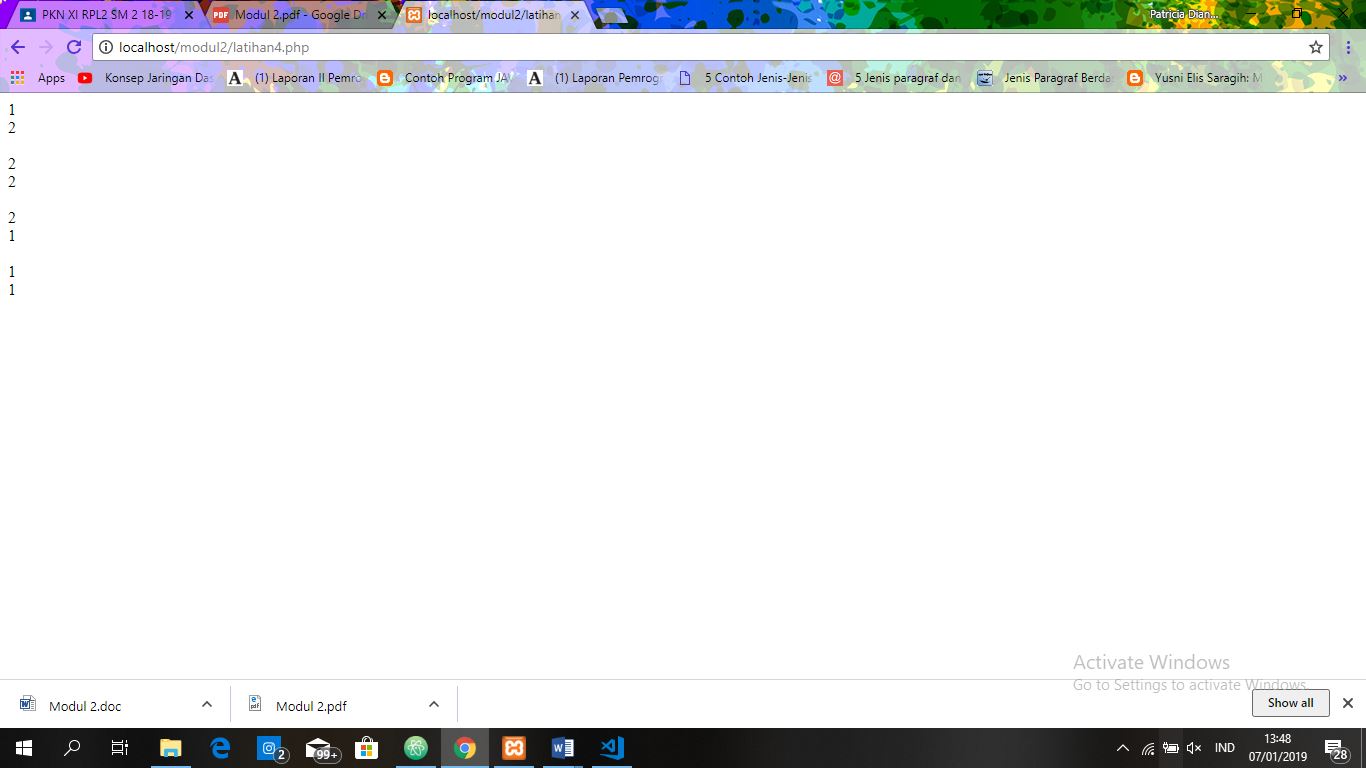 PKN XI RPL2 SM 2 18-19
Modul 2.pdf - Google Dr
localhost/modul2/latihan
Patricia Dian...
localhost/modul2/latihan4.php
Apps
Konsep Jaringan Das
(1) Laporan II Pemro
Contoh Program JAV
(1) Laporan Pemrog
5 Contoh Jenis-Jenis
5 Jenis paragraf dan
Jenis Paragraf Berdas
Yusni Elis Saragih: M
»
1
2
2
2
2
1
1
1
Activate Windows
Go to Settings to activate Windows.
Modul 2.doc
Modul 2.pdf
Show all
2
99+
IND
13:48
07/01/2019
28